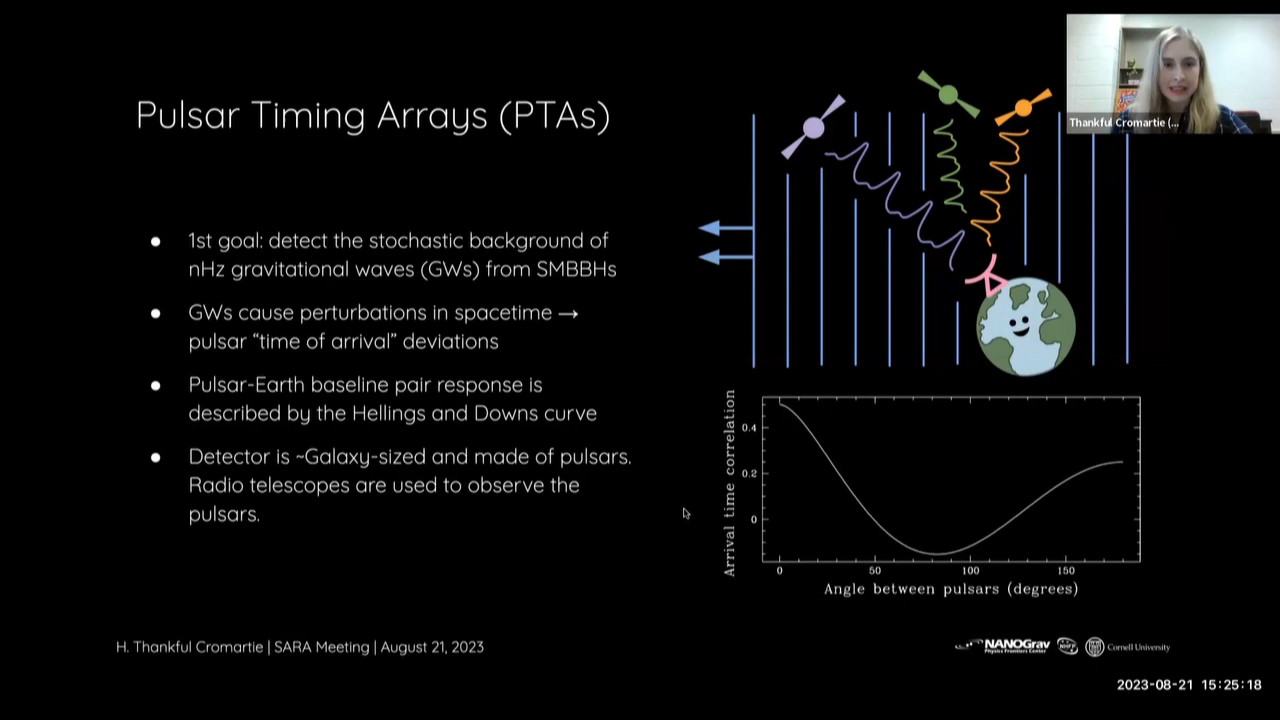 Pulsar Timing Arrays (PTAs)
Thankful Cromartie (...
● 1st goal: detect the stochastic background of
nHz gravitational waves (GWs) from SMBBHs
● GWs cause perturbations in spacetime →
pulsar “time of arrival” deviations
● Pulsar-Earth baseline pair response is
described by the Hellings and Downs curve
● Detector is ~Galaxy-sized and made of pulsars.
Radio telescopes are used to observe the
pulsars.
Arrival time correlation
0.4
0.2
0
0 50 100 150
Angle between pulsars (degrees)
H. Thankful Cromartie | SARA Meeting | August 21, 2023
NANOGrav
Physics Frontiers Center
NHFP
Cornell University
2023-08-21 15:25:18